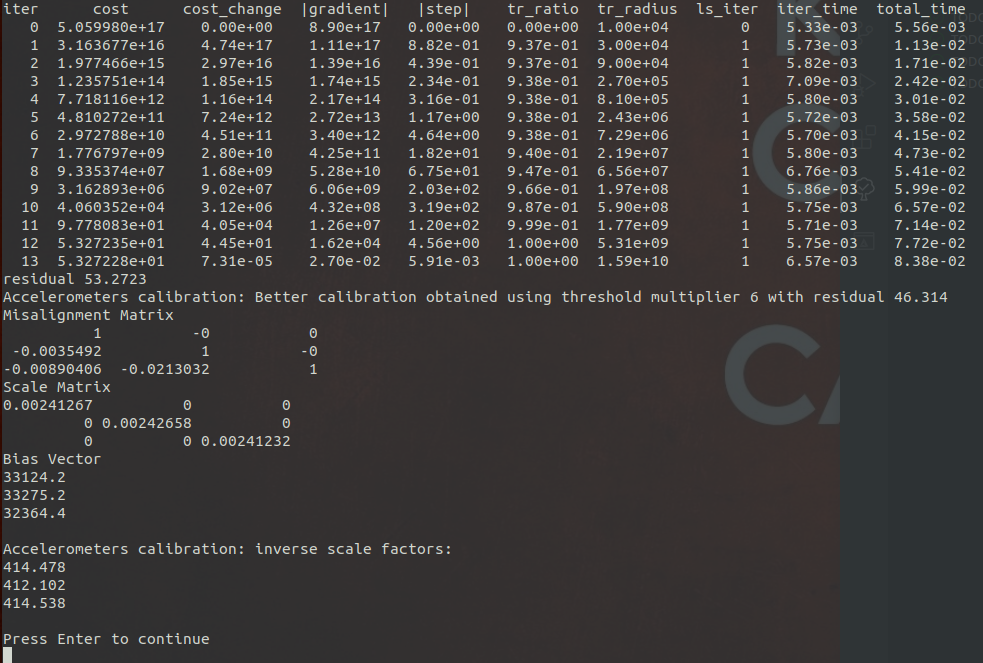 iter      cost      cost_change  |gradient|   |step|    tr_ratio  tr_radius  ls_iter  iter_time  total_time
   0  5.059980e+17    0.00e+00    8.90e+17   0.00e+00   0.00e+00  1.00e+04     0    3.33e-03    5.56e-03
   1  3.163677e+16    4.74e+17    1.11e+17   8.82e-01   9.37e-01  3.00e+04     1    5.73e-03    1.13e-02
   2  1.977466e+15    2.97e+16    1.39e+16   4.39e-01   9.37e-01  9.00e+04     1    5.82e-03    1.71e-02
   3  1.235751e+14    1.85e+15    1.74e+15   2.34e-01   9.38e-01  2.70e+05     1    7.09e-03    2.42e-02
   4  7.718116e+12    1.16e+14    2.17e+14   3.16e-01   9.38e-01  8.10e+05     1    5.80e-03    3.01e-02
   5  4.810272e+11    7.24e+12    2.72e+13   1.17e+00   9.38e-01  2.43e+06     1    5.72e-03    3.58e-02
   6  2.972788e+10    4.51e+11    3.40e+12   4.64e+00   9.38e-01  7.29e+06     1    5.70e-03    4.15e-02
   7  1.776797e+09    2.80e+10    4.25e+11   1.82e+01   9.40e-01  2.19e+07     1    5.80e-03    4.73e-02
   8  9.335374e+07    1.68e+09    5.28e+10   6.75e+01   9.47e-01  6.56e+07     1    6.76e-03    5.41e-02
   9  3.162893e+06    9.02e+07    6.06e+09   2.03e+02   9.66e-01  1.97e+08     1    5.86e-03    5.99e-02
  10  4.060352e+04    3.12e+06    4.32e+08   3.19e+02   9.87e-01  5.90e+08     1    5.75e-03    6.57e-02
  11  9.778083e+01    4.05e+04    1.26e+07   1.20e+02   9.99e-01  1.77e+09     1    5.71e-03    7.14e-02
  12  5.327235e+01    4.45e+01    1.62e+04   4.56e+00   1.00e+00  5.31e+09     1    5.75e-03    7.72e-02
  13  5.327228e+01    7.31e-05    2.70e-02   5.91e-03   1.00e+00  1.59e+10     1    6.57e-03    8.38e-02
residual 53.2723
Accelerometers calibration: Better calibration obtained using threshold multiplier 6 with residual 46.314
Misalignment Matrix
          1          -0           0
 -0.0035492           1          -0
-0.00890406  -0.0213032           1
Scale Matrix
0.00241267          0          0
         0 0.00242658          0
         0          0 0.00241232
Bias Vector
33124.2
33275.2
32364.4

Accelerometers calibration: inverse scale factors:
414.478
412.102
414.538

Press Enter to continue